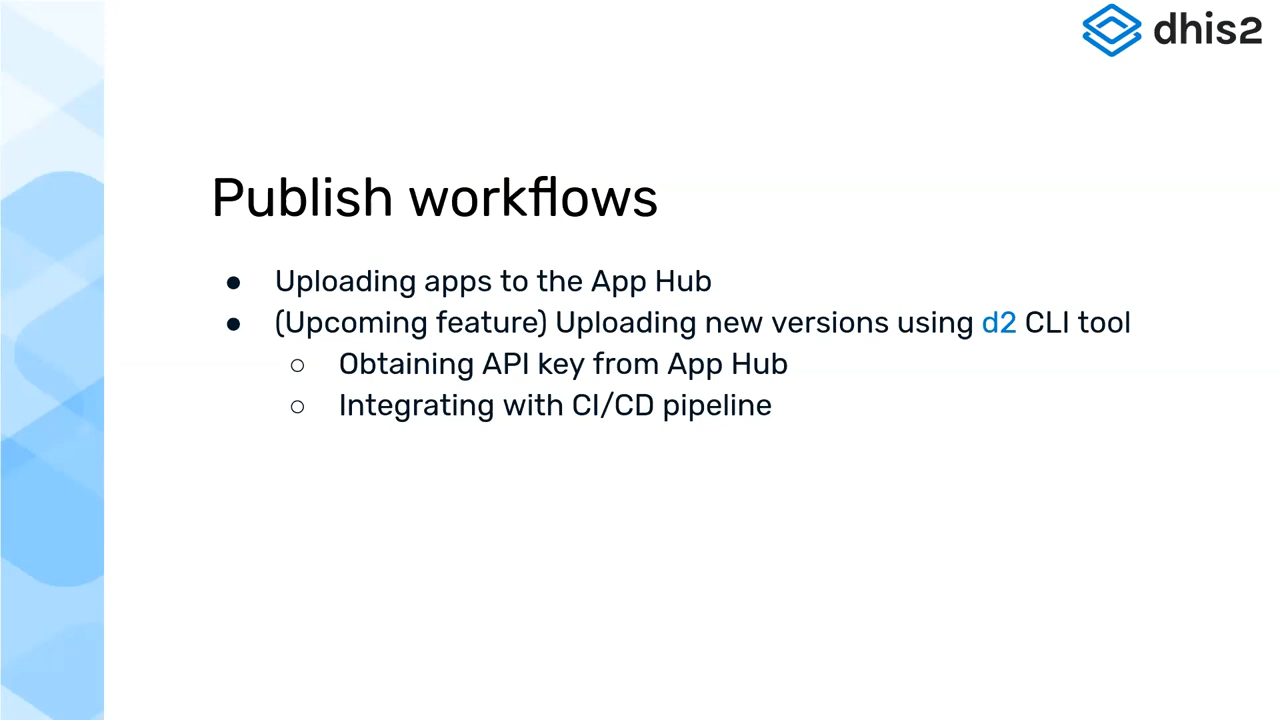 dhis2
Publish workflows
● Uploading apps to the App Hub
● (Upcoming feature) Uploading new versions using d2 CLI tool
○ Obtaining API key from App Hub
○ Integrating with CI/CD pipeline